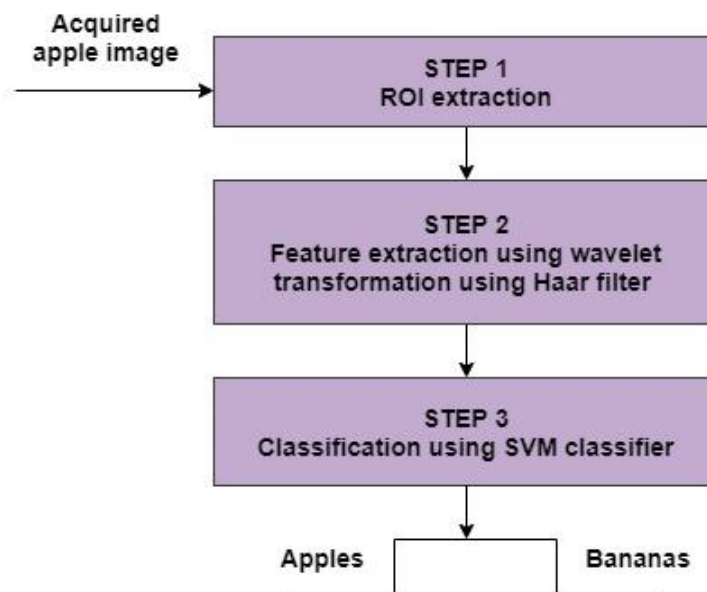 Acquired
apple image
STEP 1
ROI extraction
STEP 2
Feature extraction using wavelet
transformation using Haar filter
STEP 3
Classification using SVM classifier
Apples
Bananas